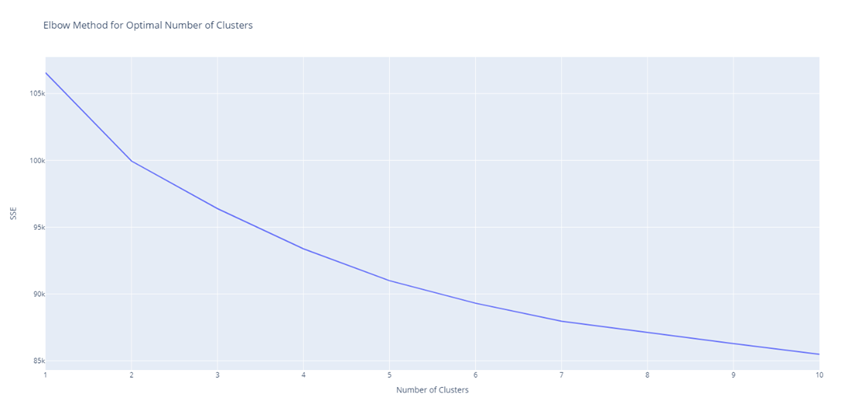 Elbow Method for Optimal Number of Clusters
105k
100k
95k
90k
85k
SSE
1 2 3 4 5 6 7 8 9 10
Number of Clusters